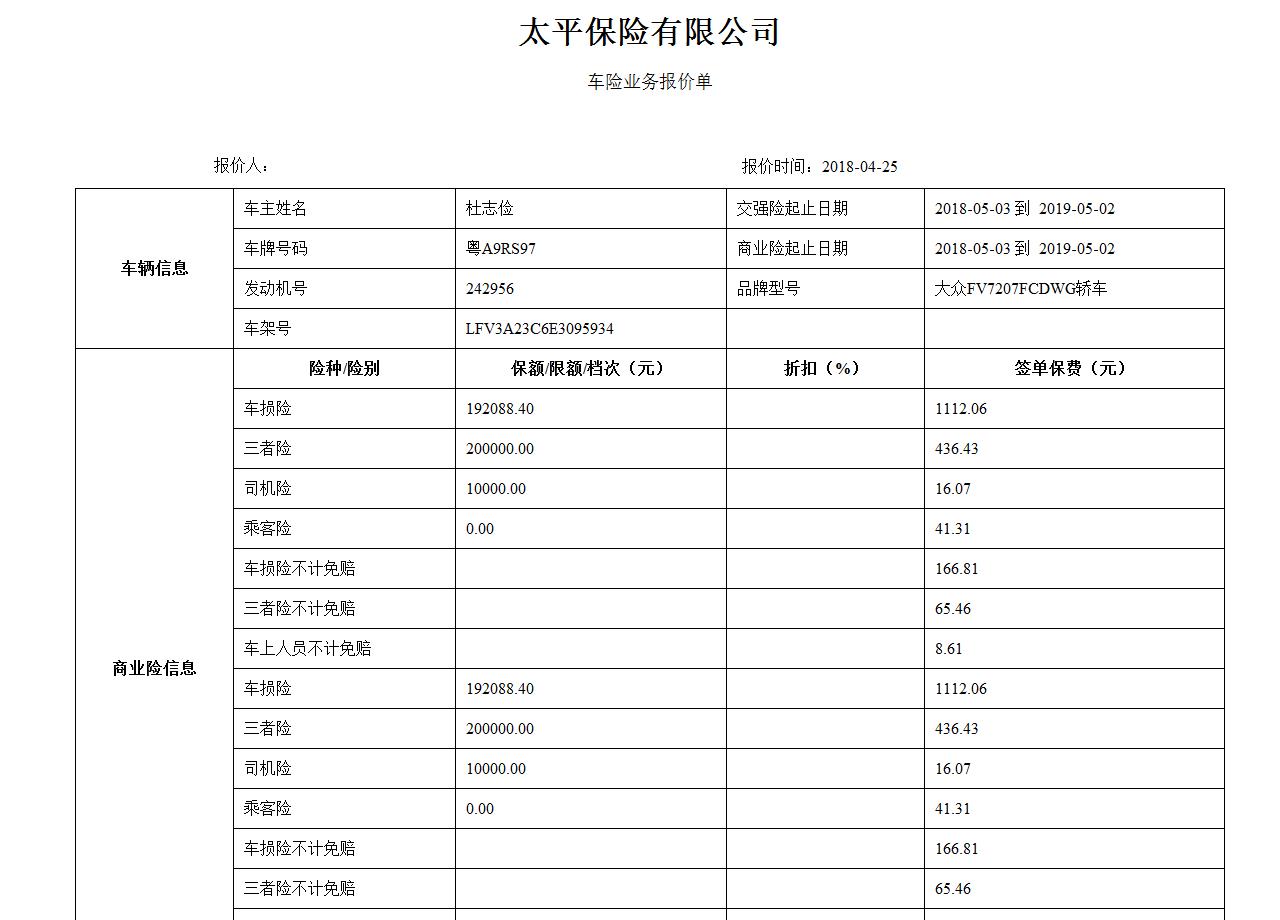 太平保险有限公司
车险业务报价单
报价人： 报价时间：2018-04-25
车辆信息
车主姓名 杜志俭 交强险起止日期 2018-05-03 到 2019-05-02
车牌号码 粤A9RS97 商业险起止日期 2018-05-03 到 2019-05-02
发动机号 242956 品牌型号 大众FV7207FCDWG轿车
车架号 LFV3A23C6E3095934
商业险信息
险种/险别 保额/限额/档次（元） 折扣（%） 签单保费（元）
车损险 192088.40 1112.06
三者险 200000.00 436.43
司机险 10000.00 16.07
乘客险 0.00 41.31
车损险不计免赔 166.81
三者险不计免赔 65.46
车上人员不计免赔 8.61
车损险 192088.40 1112.06
三者险 200000.00 436.43
司机险 10000.00 16.07
乘客险 0.00 41.31
车损险不计免赔 166.81
三者险不计免赔 65.46